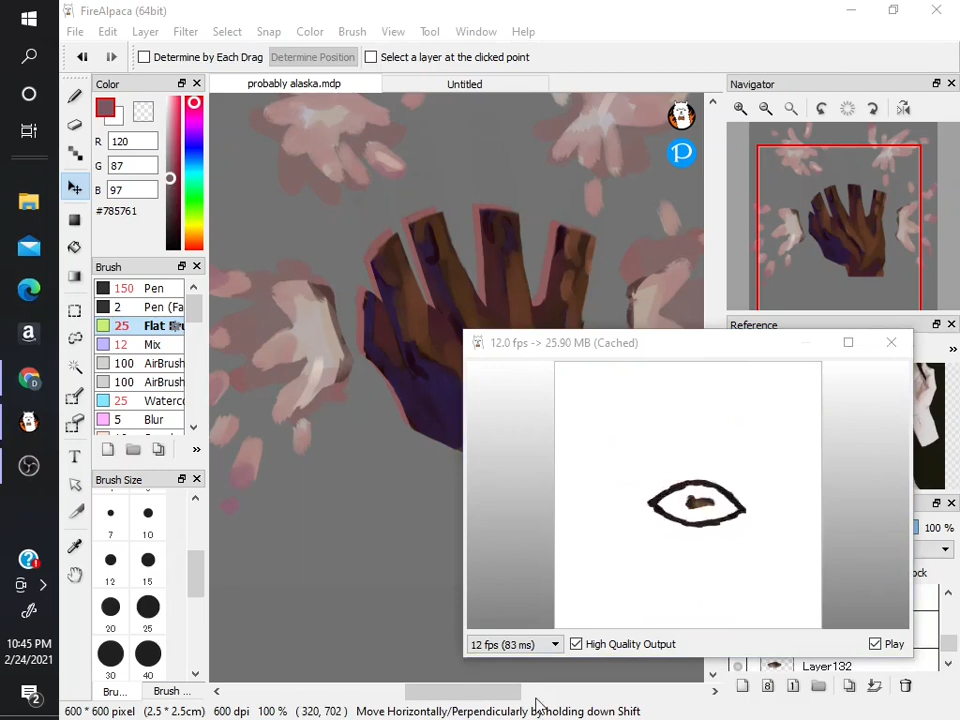 FireAlpaca (64bit)
File Edit Layer Filter Select Snap Color Brush View Tool Window Help
Determine by Each Drag Determine Position Select a layer at the clicked point
Color
probably alaska.mdp
Untitled
Navigator
R 120
G 87
B 97
#785761
Brush
150 Pen
2 Pen (Fa
25 Flat
12 Mix
100 AirBrush
100 AirBrush
25 Waterco
5 Blur
Reference
12.0 fps -> 25.90 MB (Cached)
Brush Size
7 10
12 15
20 25
30 40
100 %
ock
12 fps (83 ms) High Quality Output Play
Layer132
Bru... Brush ...
10:45 PM
2/24/2021
2
600 * 600 pixel (2.5 * 2.5cm) 600 dpi 100 % ( 320, 702 ) Move Horizontally/Perpendicularly by holding down Shift